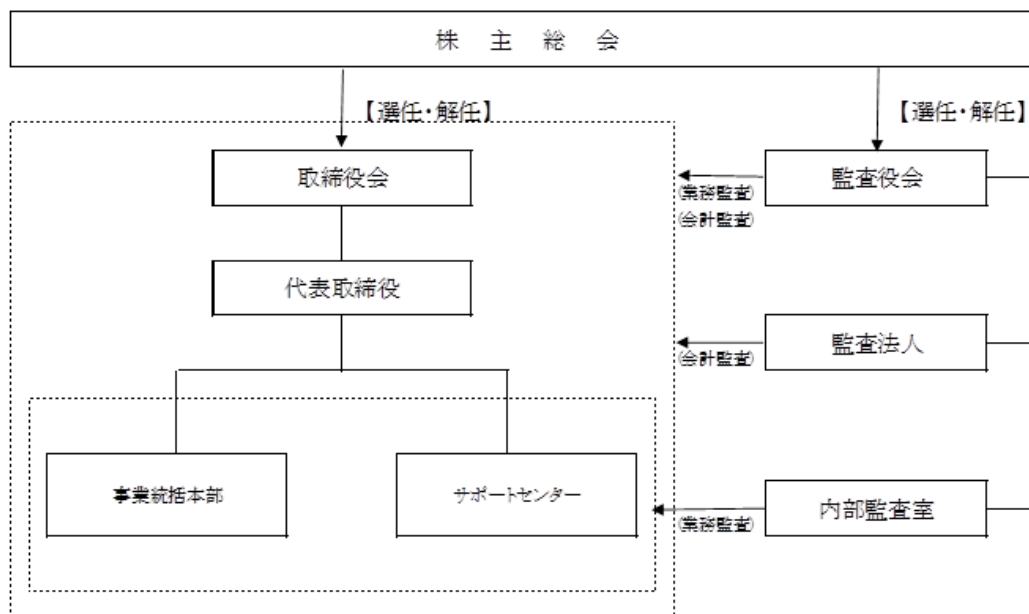 株主総会
【選任・解任】
【選任・解任】
取締役会
監査役会
(業務監査)
(会計監査)
代表取締役
監査法人
(会計監査)
事業統括本部
サポートセンター
内部監査室
(業務監査)